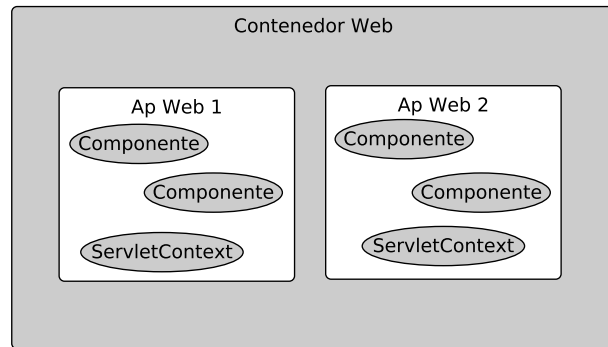 Contenedor Web
Ap Web 1
Componente
Componente
ServletContext
Ap Web 2
Componente
Componente
ServletContext